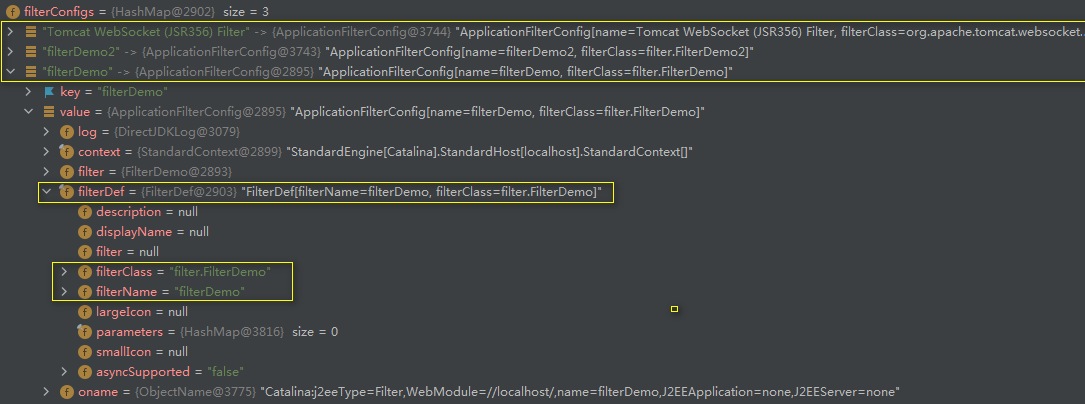 filterConfigs = {HashMap@2902} size = 3
"Tomcat WebSocket (JSR356) Filter" -> {ApplicationFilterConfig@3744} "ApplicationFilterConfig[name=Tomcat WebSocket (JSR356) Filter, filterClass=org.apache.tomcat.websocket...
"filterDemo2" -> {ApplicationFilterConfig@3743} "ApplicationFilterConfig[name=filterDemo2, filterClass=filter.FilterDemo2]"
"filterDemo" -> {ApplicationFilterConfig@2895} "ApplicationFilterConfig[name=filterDemo, filterClass=filter.FilterDemo]"
key = "filterDemo"
value = {ApplicationFilterConfig@2895} "ApplicationFilterConfig[name=filterDemo, filterClass=filter.FilterDemo]"
f log = {DirectJDKLog@3079}
f context = {StandardContext@2899} "StandardEngine[Catalina].StandardHost[localhost].StandardContext[]"
f filter = {FilterDemo@2893}
f filterDef = {FilterDef@2903} "FilterDef[filterName=filterDemo, filterClass=filter.FilterDemo]"
f description = null
f displayName = null
f filter = null
f filterClass = "filter.FilterDemo"
f filterName = "filterDemo"
f largeIcon = null
f parameters = {HashMap@3816} size = 0
f smallIcon = null
f asyncSupported = "false"
f oname = {ObjectName@3775} "Catalina:j2eeType=Filter,WebModule=//localhost/,name=filterDemo,J2EEApplication=none,J2EEServer=none"